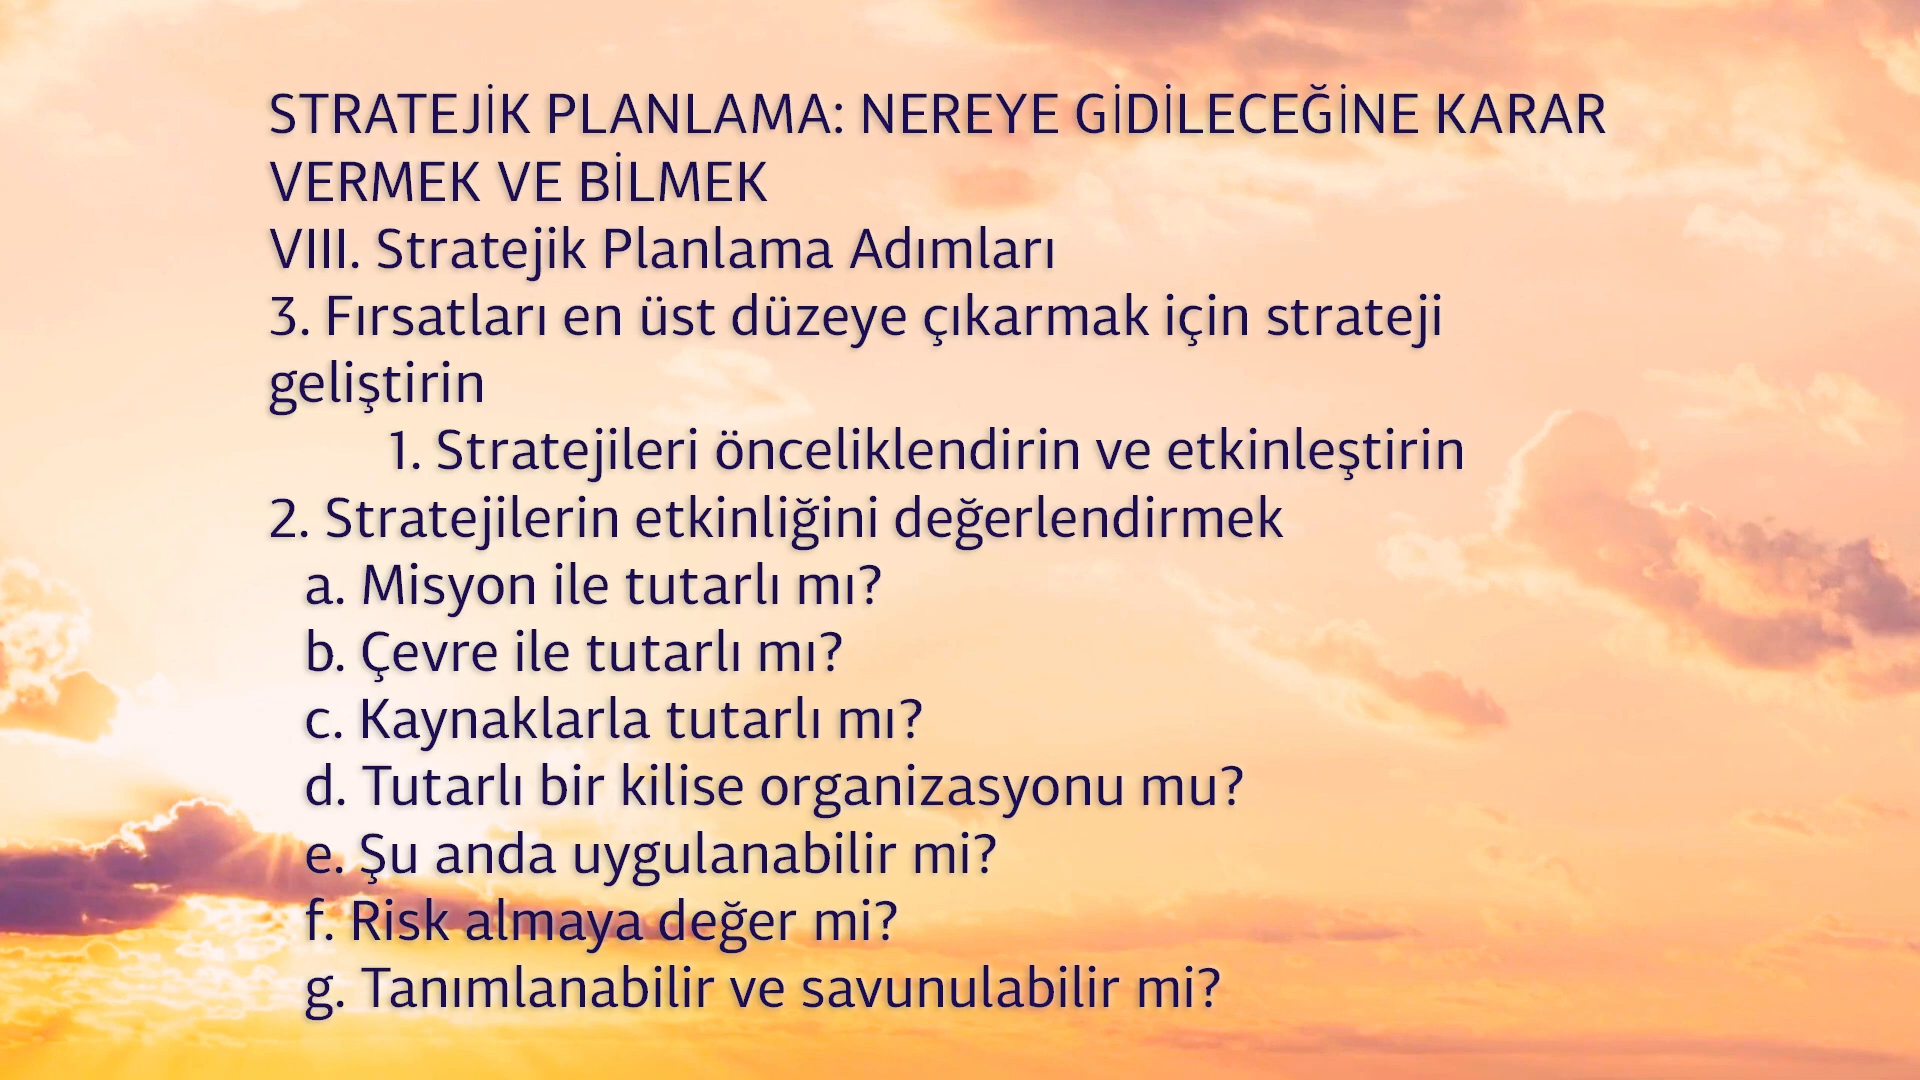 STRATEJİK PLANLAMA: NEREYE GİDİLECEĞİNE KARAR
VERMEK VE BİLMEK
VIII. Stratejik Planlama Adımları
3. Fırsatları en üst düzeye çıkarmak için strateji
geliştirin
1. Stratejileri önceliklendirin ve etkinleştirin
2. Stratejilerin etkinliğini değerlendirmek
a. Misyon ile tutarlı mı?
b. Çevre ile tutarlı mı?
c. Kaynaklarla tutarlı mı?
d. Tutarlı bir kilise organizasyonu mu?
e. Şu anda uygulanabilir mi?
f. Risk almaya değer mi?
g. Tanımlanabilir ve savunulabilir mi?